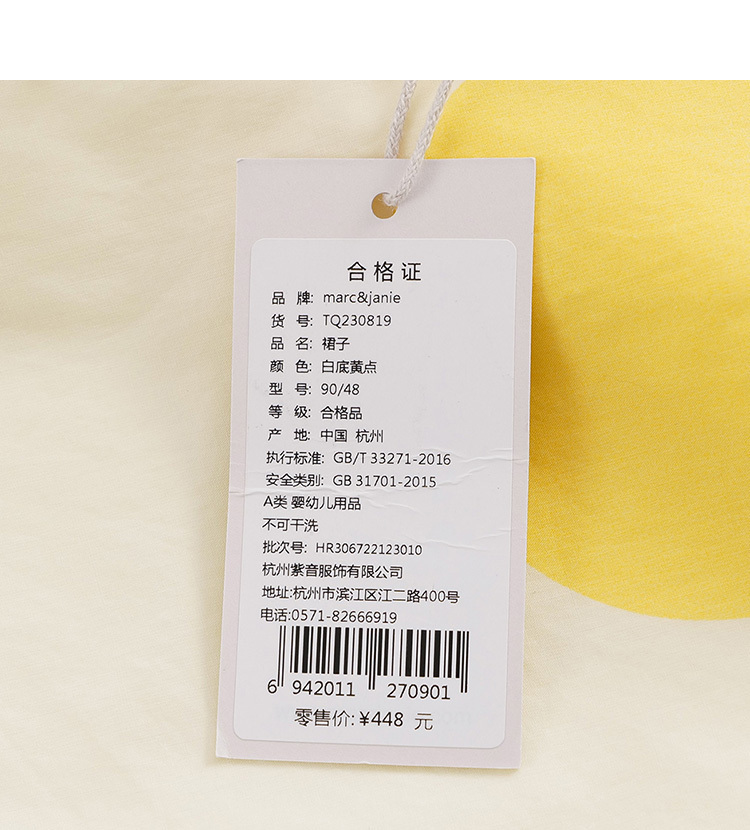 合格证
品 牌: marc&janie
货 号: TQ230819
品 名: 裙子
颜 色: 白底黄点
型 号: 90/48
等 级: 合格品
产 地: 中国 杭州
执行标准: GB/T 33271-2016
安全类别: GB 31701-2015
A类 婴幼儿用品
不可干洗
批次号: HR306722123010
杭州紫音服饰有限公司
地址:杭州市滨江区江二路400号
电话:0571-82666919
6 942011 270901
零售价:¥448 元